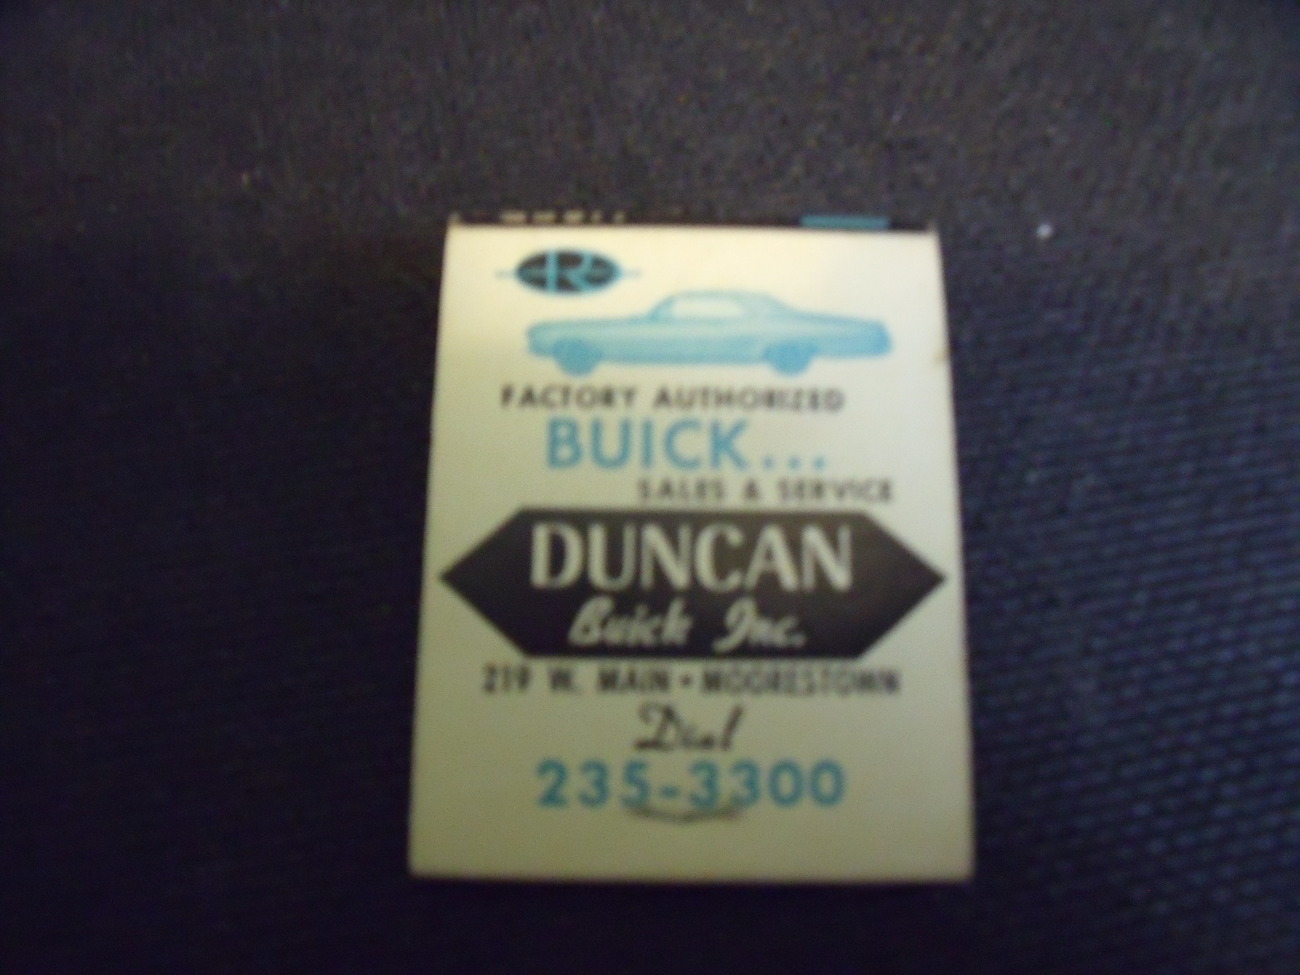 FACTORY AUTHORIZED
BUICK...
SALES & SERVICE
DUNCAN
Buick Inc.
219 W. MAIN • MOORESTOWN
Dial
235-3300